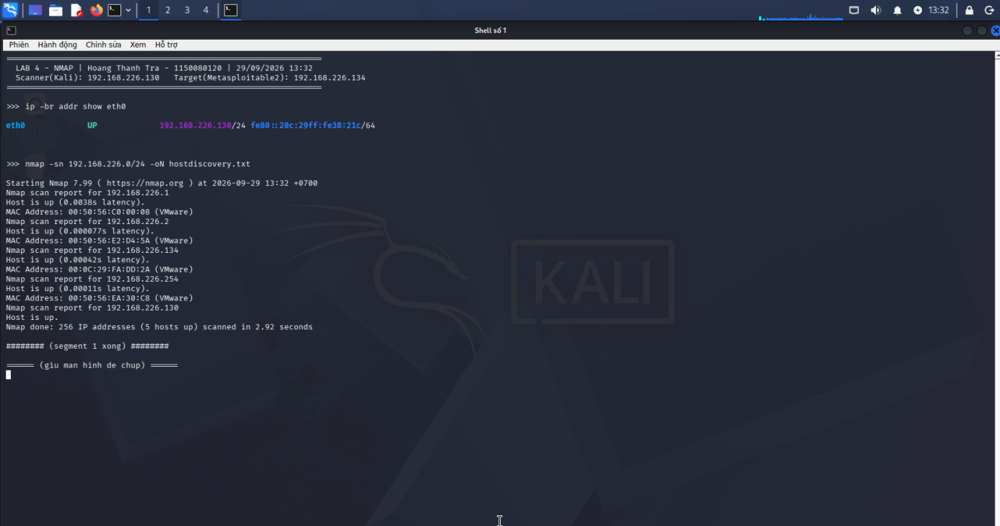 1 2 3 4 13:32
Shell số 1
Phiên Hành động Chỉnh sửa Xem Hỗ trợ
LAB 4 - NMAP | Hoang Thanh Tra - 1150080120 | 29/09/2026 13:32
Scanner(Kali): 192.168.226.130 Target(Metasploitable2): 192.168.226.134
>>> ip -br addr show eth0
eth0 UP 192.168.226.130/24 fe80::20c:29ff:fe38:21c/64
>>> nmap -sn 192.168.226.0/24 -oN hostdiscovery.txt
Starting Nmap 7.99 ( https://nmap.org ) at 2026-09-29 13:32 +0700
Nmap scan report for 192.168.226.1
Host is up (0.0038s latency).
MAC Address: 00:50:56:C0:00:08 (VMware)
Nmap scan report for 192.168.226.2
Host is up (0.000077s latency).
MAC Address: 00:50:56:E2:D4:5A (VMware)
Nmap scan report for 192.168.226.134
Host is up (0.00042s latency).
MAC Address: 00:0C:29:FA:DD:2A (VMware)
Nmap scan report for 192.168.226.254
Host is up (0.00011s latency).
MAC Address: 00:50:56:EA:30:C8 (VMware)
Nmap scan report for 192.168.226.130
Host is up.
Nmap done: 256 IP addresses (5 hosts up) scanned in 2.92 seconds
######## (segment 1 xong) ########
====== (giu man hinh de chup) ======
KALI